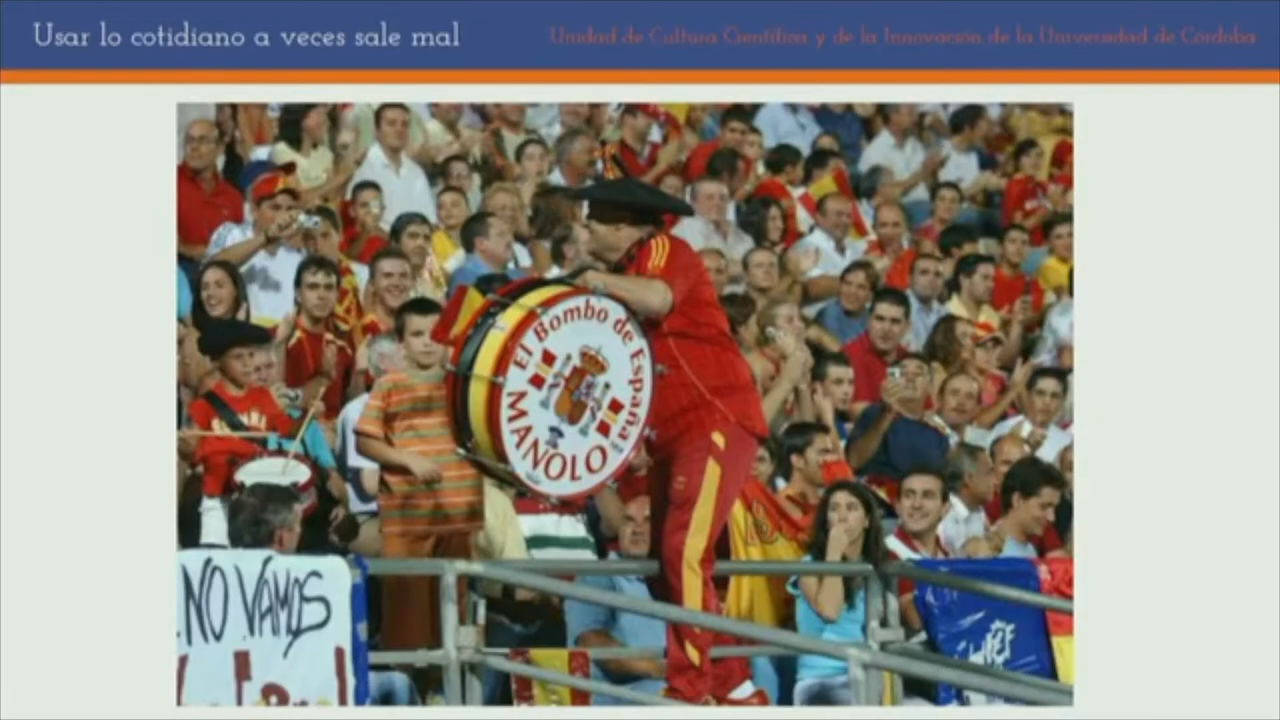 Usar lo cotidiano a veces sale mal
Unidad de Cultura Científica y de la Innovación de la Universidad de Córdoba
El Bombo de España
MANOLO
NO VAMOS